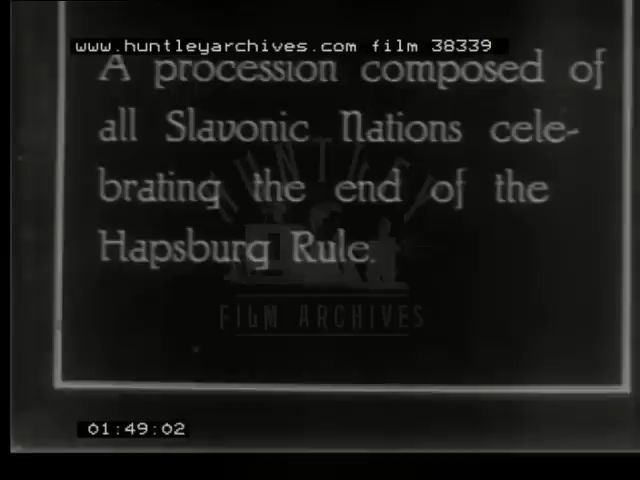 www.huntleyarchives.com film 38339
A procession composed of
all Slavonic Nations cele-
brating the end of the
Hapsburg Rule.
HUNTLEY
FILM ARCHIVES
01:49:02